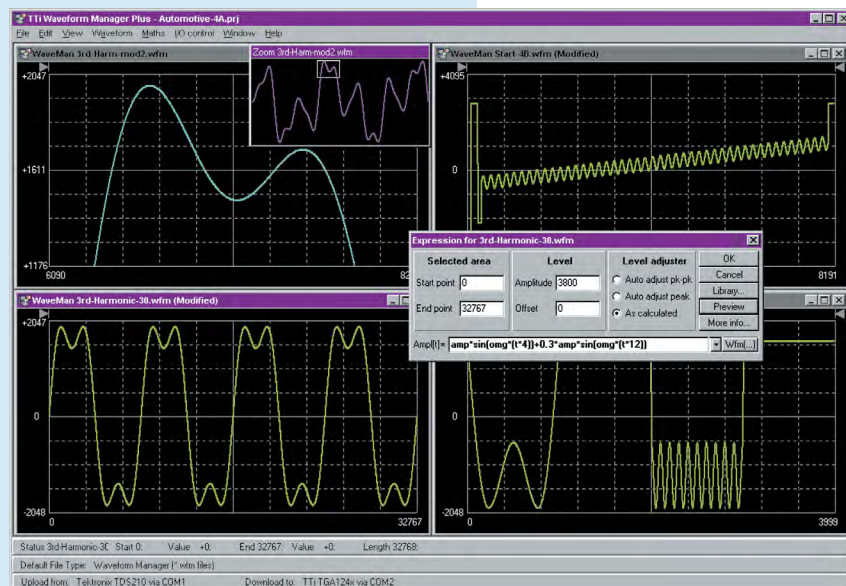 TTi Waveform Manager Plus - Automotive-4A.prj
File Edit View Waveform Maths I/O control Window Help
WaveMan 3rd-Harm-mod2.wfm
+2047
+1611
+1176
6090
Zoom 3rd-Harm-mod2.wfm
WaveMan Start-4B.wfm (Modified)
+4095
0
8191
Expression for 3rd-Harmonic-30.wfm
Selected area
Start point 0
End point 32767
Level
Amplitude 3800
Offset 0
Level adjuster
Auto adjust pk-pk
Auto adjust peak
As calculated
OK
Cancel
Library...
Preview
More info...
Ampl[t]= amp*sin(omg*(t*4))+0.3*amp*sin(omg*(t*12)) Wfm(...)
WaveMan 3rd-Harmonic-30.wfm (Modified)
+2047
0
-2048
0 32767
0
-2048
0 3999
Status 3rd-Harmonic-30 Start 0: Value +0: End 32767: Value +0: Length 32768:
Default File Type: Waveform Manager (*.wfm files)
Upload from: Tektronix TDS210 via COM1 Download to: TTi TGA124x via COM2